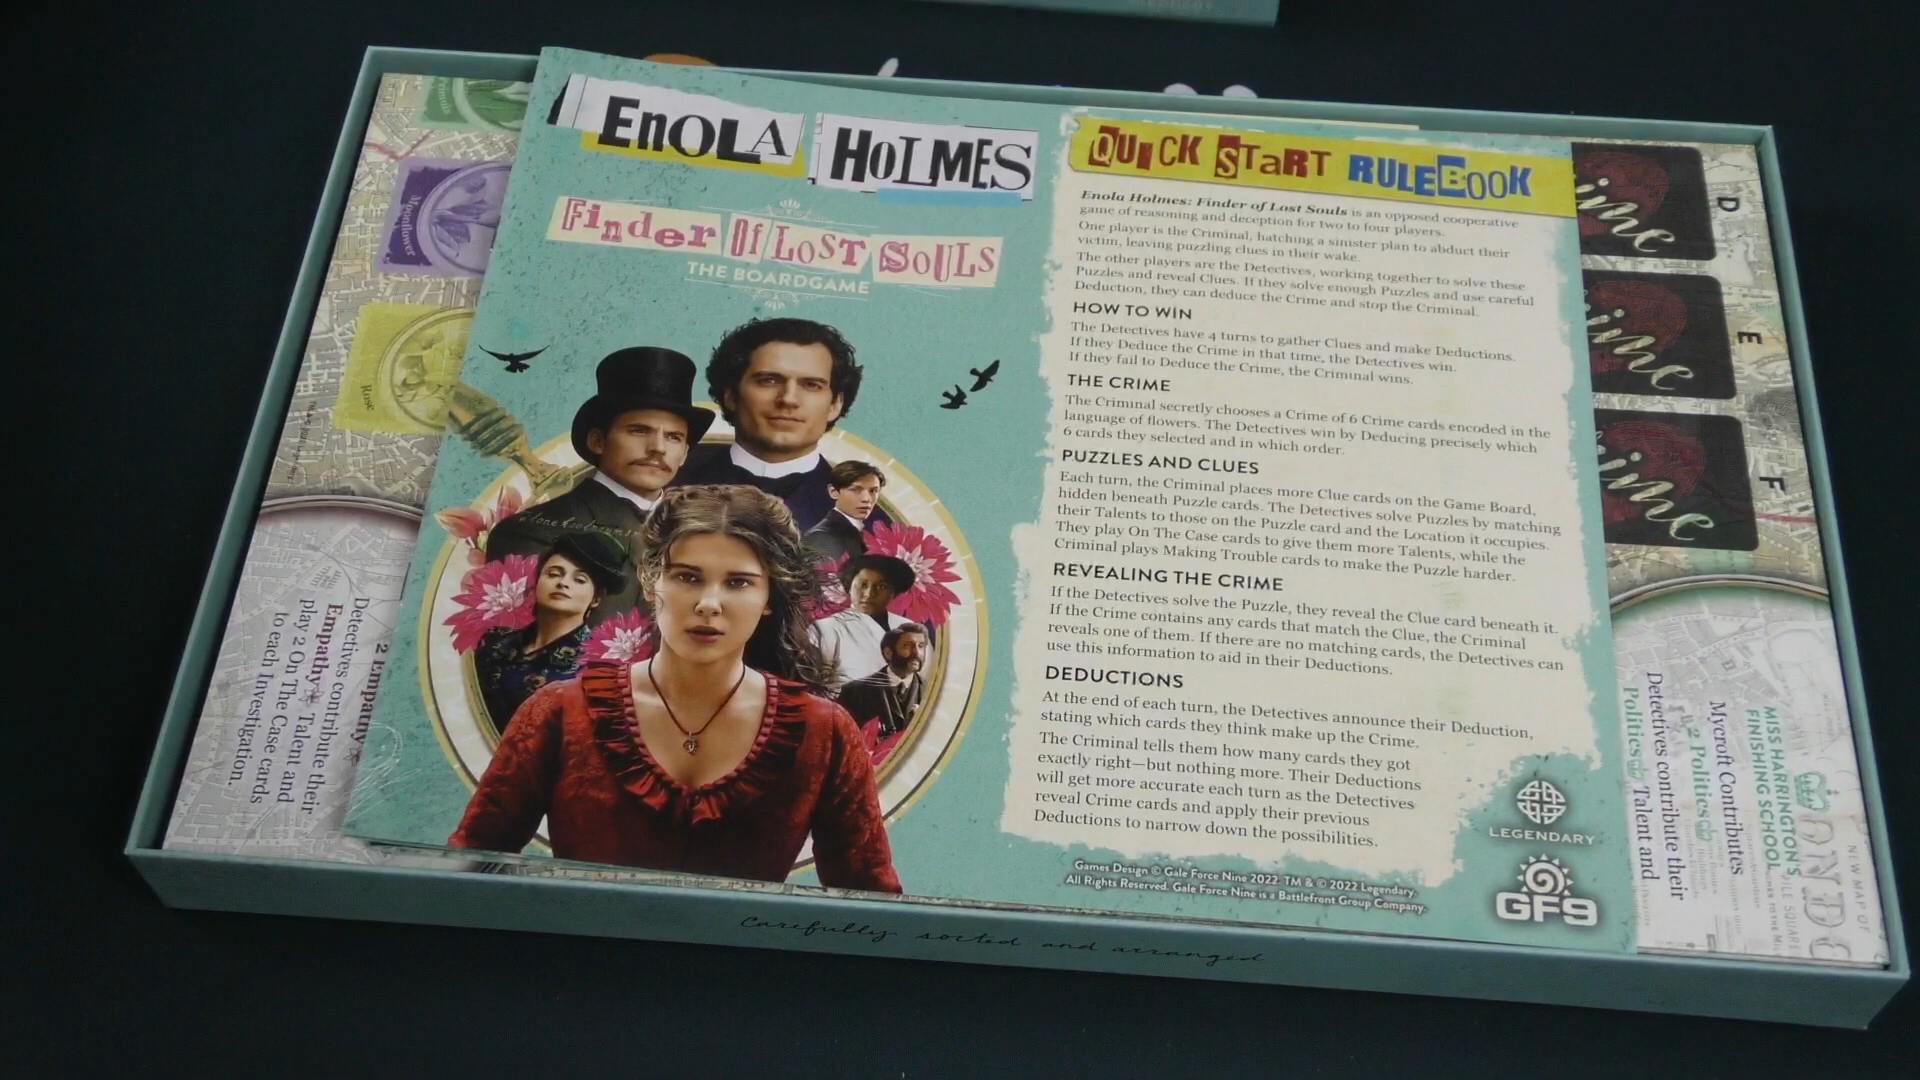 Primula
Moonflower
Rose
ENOLA HOLMES
Finder Of LOST SOULS
THE BOARDGAME
QUICK START RULEBOOK
Enola Holmes: Finder of Lost Souls is an opposed cooperative
game of reasoning and deception for two to four players.
One player is the Criminal, hatching a sinister plan to abduct their
victim, leaving puzzling clues in their wake.
The other players are the Detectives, working together to solve these
Puzzles and reveal Clues. If they solve enough Puzzles and use careful
Deduction, they can deduce the Crime and stop the Criminal.
HOW TO WIN
The Detectives have 4 turns to gather Clues and make Deductions.
If they Deduce the Crime in that time, the Detectives win.
If they fail to Deduce the Crime, the Criminal wins.
THE CRIME
The Criminal secretly chooses a Crime of 6 Crime cards encoded in the
language of flowers. The Detectives win by Deducing precisely which
6 cards they selected and in which order.
PUZZLES AND CLUES
Each turn, the Criminal places more Clue cards on the Game Board,
hidden beneath Puzzle cards. The Detectives solve Puzzles by matching
their Talents to those on the Puzzle card and the Location it occupies.
They play On The Case cards to give them more Talents, while the
Criminal plays Making Trouble cards to make the Puzzle harder.
REVEALING THE CRIME
If the Detectives solve the Puzzle, they reveal the Clue card beneath it.
If the Crime contains any cards that match the Clue, the Criminal
reveals one of them. If there are no matching cards, the Detectives can
use this information to aid in their Deductions.
DEDUCTIONS
At the end of each turn, the Detectives announce their Deduction,
stating which cards they think make up the Crime.
The Criminal tells them how many cards they got
exactly right—but nothing more. Their Deductions
will get more accurate each turn as the Detectives
reveal Crime cards and apply their previous
Deductions to narrow down the possibilities.
LEGENDARY
GF9
Games Design © Gale Force Nine 2022. TM & © 2022 Legendary.
All Rights Reserved. Gale Force Nine is a Battlefront Group Company.
D
E
F
2 Empathy
Detectives contribute their
Empathy Talent and
play 2 On The Case cards
to each Investigation.
NEW MAP OF
MISS HARRINGTON'S
FINISHING SCHOOL
Mycroft Contributes
2 Politics
Detectives contribute their
Politics Talent and
Carefully sorted and arranged